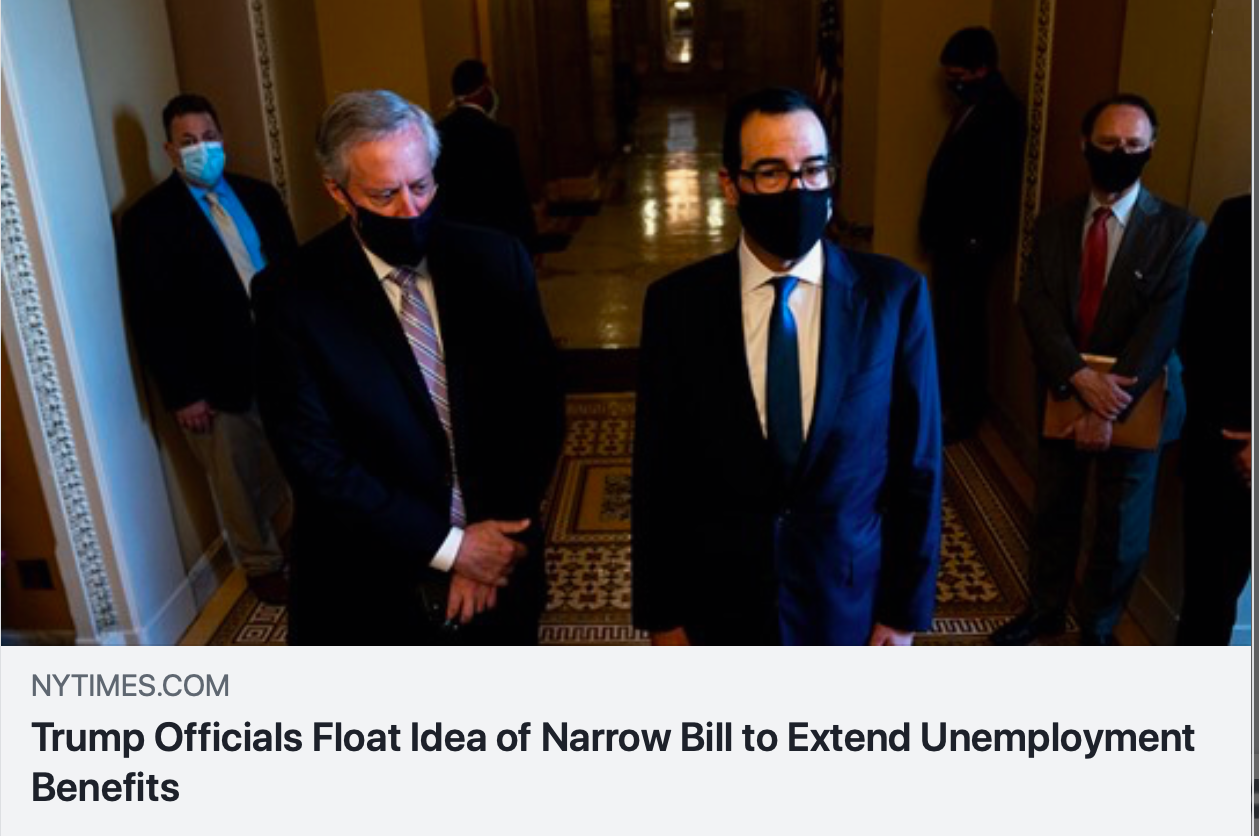 NYTIMES.COM
Trump Officials Float Idea of Narrow Bill to Extend Unemployment
Benefits